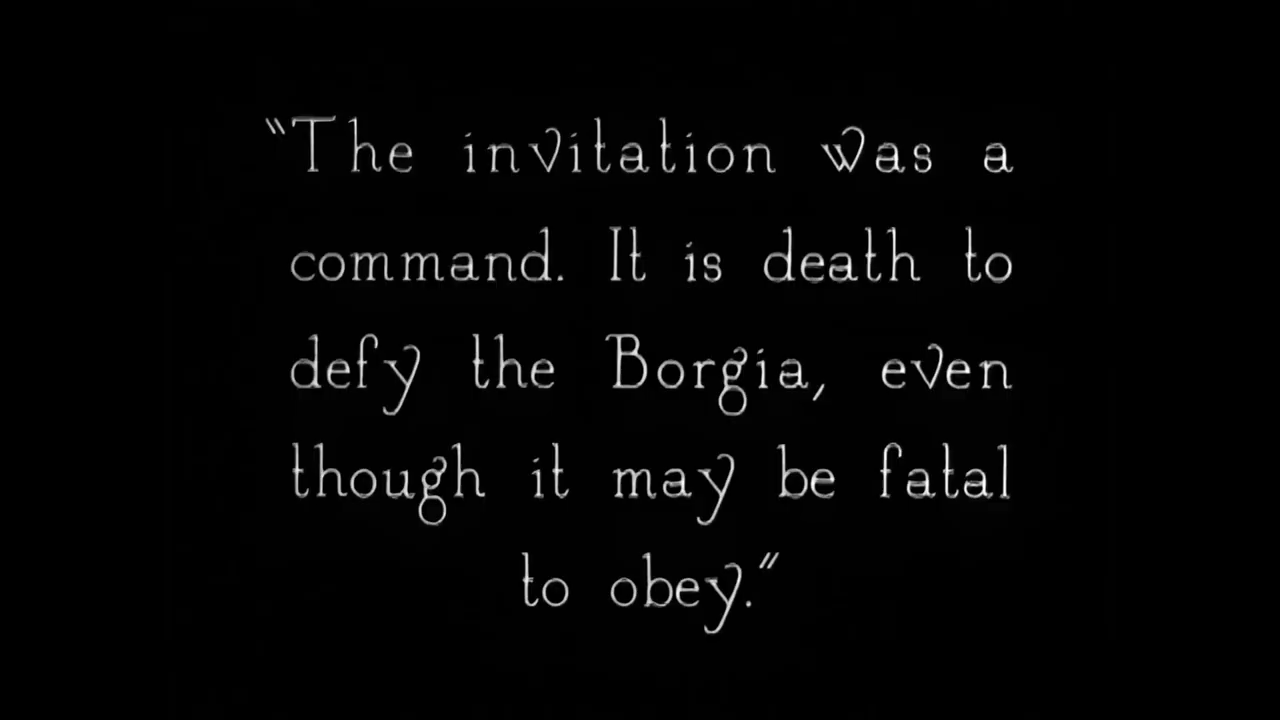 “The invitation was a
command. It is death to
defy the Borgia, even
though it may be fatal
to obey.”